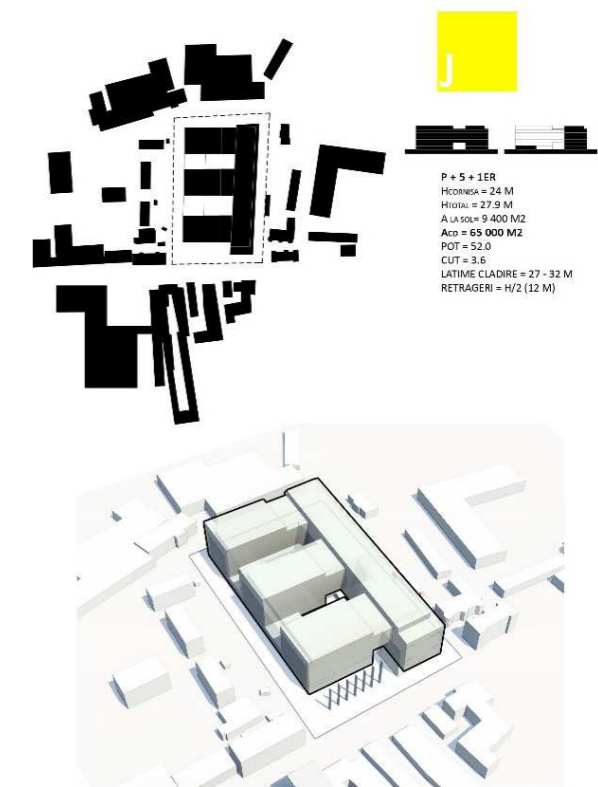 J
P + 5 + 1ER
HCORNISA = 24 M
HTOTAL = 27.9 M
A LA SOL= 9 400 M2
ACD = 65 000 M2
POT = 52.0
CUT = 3.6
LATIME CLADIRE = 27 - 32 M
RETRAGERI = H/2 (12 M)